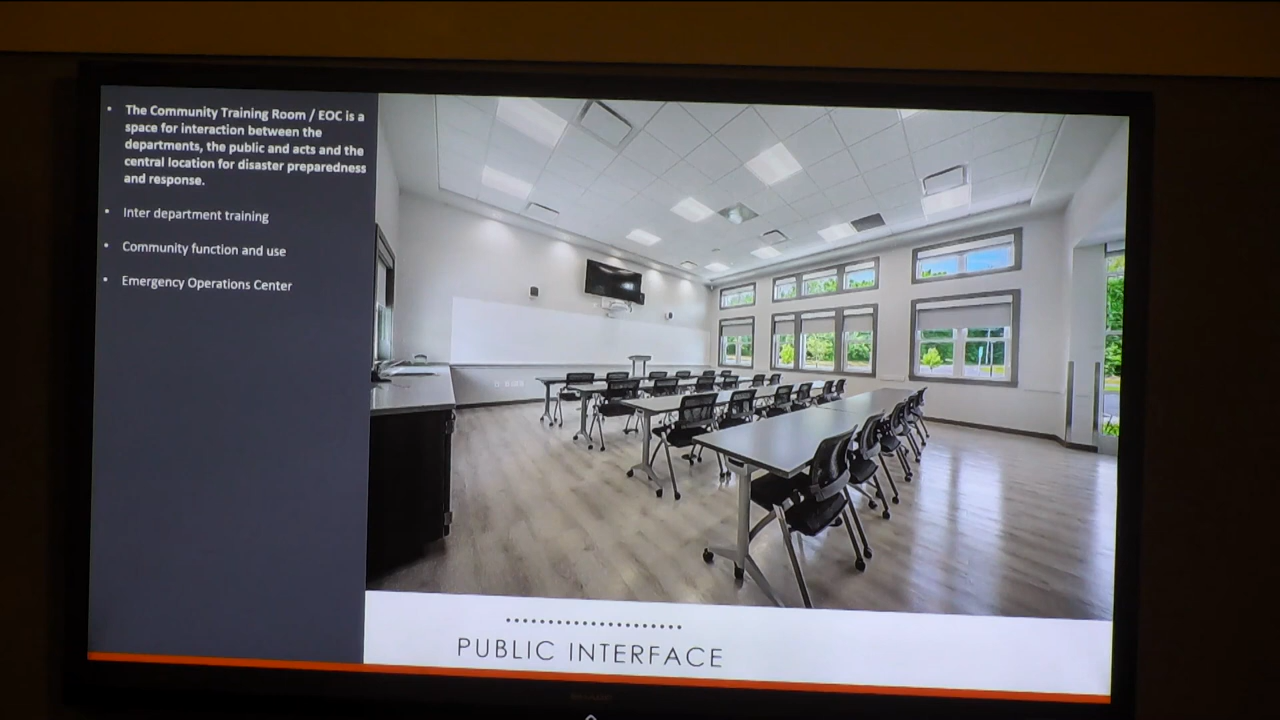 • The Community Training Room / EOC is a
space for interaction between the
departments, the public and acts and the
central location for disaster preparedness
and response.
• Inter department training
• Community function and use
• Emergency Operations Center
PUBLIC INTERFACE